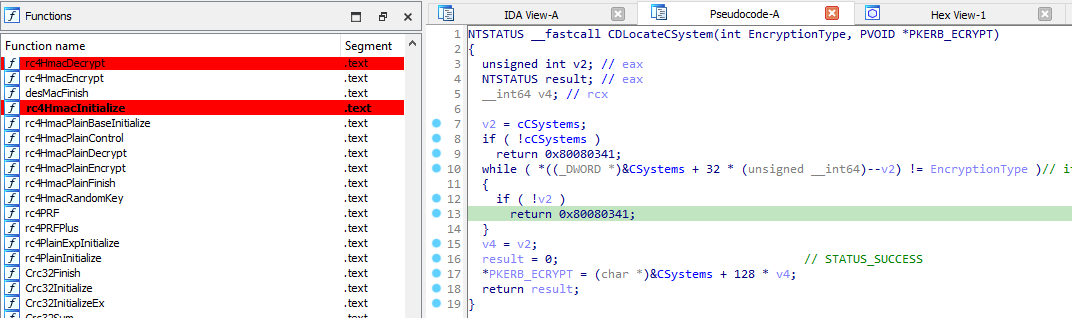 Functions
Function name Segment
rc4HmacDecrypt .text
rc4HmacEncrypt .text
desMacFinish .text
rc4HmacInitialize .text
rc4HmacPlainBaseInitialize .text
rc4HmacPlainControl .text
rc4HmacPlainDecrypt .text
rc4HmacPlainEncrypt .text
rc4HmacPlainFinish .text
rc4HmacRandomKey .text
rc4PRF .text
rc4PRFPlus .text
rc4PlainExpInitialize .text
rc4PlainInitialize .text
Crc32Finish .text
Crc32Initialize .text
Crc32InitializeEx .text
Crc32Sum .text
IDA View-A Pseudocode-A Hex View-1
1 NTSTATUS __fastcall CDLocateCSystem(int EncryptionType, PVOID *PKERB_ECRYPT)
2 {
3 unsigned int v2; // eax
4 NTSTATUS result; // eax
5 __int64 v4; // rcx
6
7 v2 = cCSystems;
8 if ( !cCSystems )
9 return 0x80080341;
10 while ( *((_DWORD *)&CSystems + 32 * (unsigned __int64)--v2) != EncryptionType )// i
11 {
12 if ( !v2 )
13 return 0x80080341;
14 }
15 v4 = v2;
16 result = 0; // STATUS_SUCCESS
17 *PKERB_ECRYPT = (char *)&CSystems + 128 * v4;
18 return result;
19 }